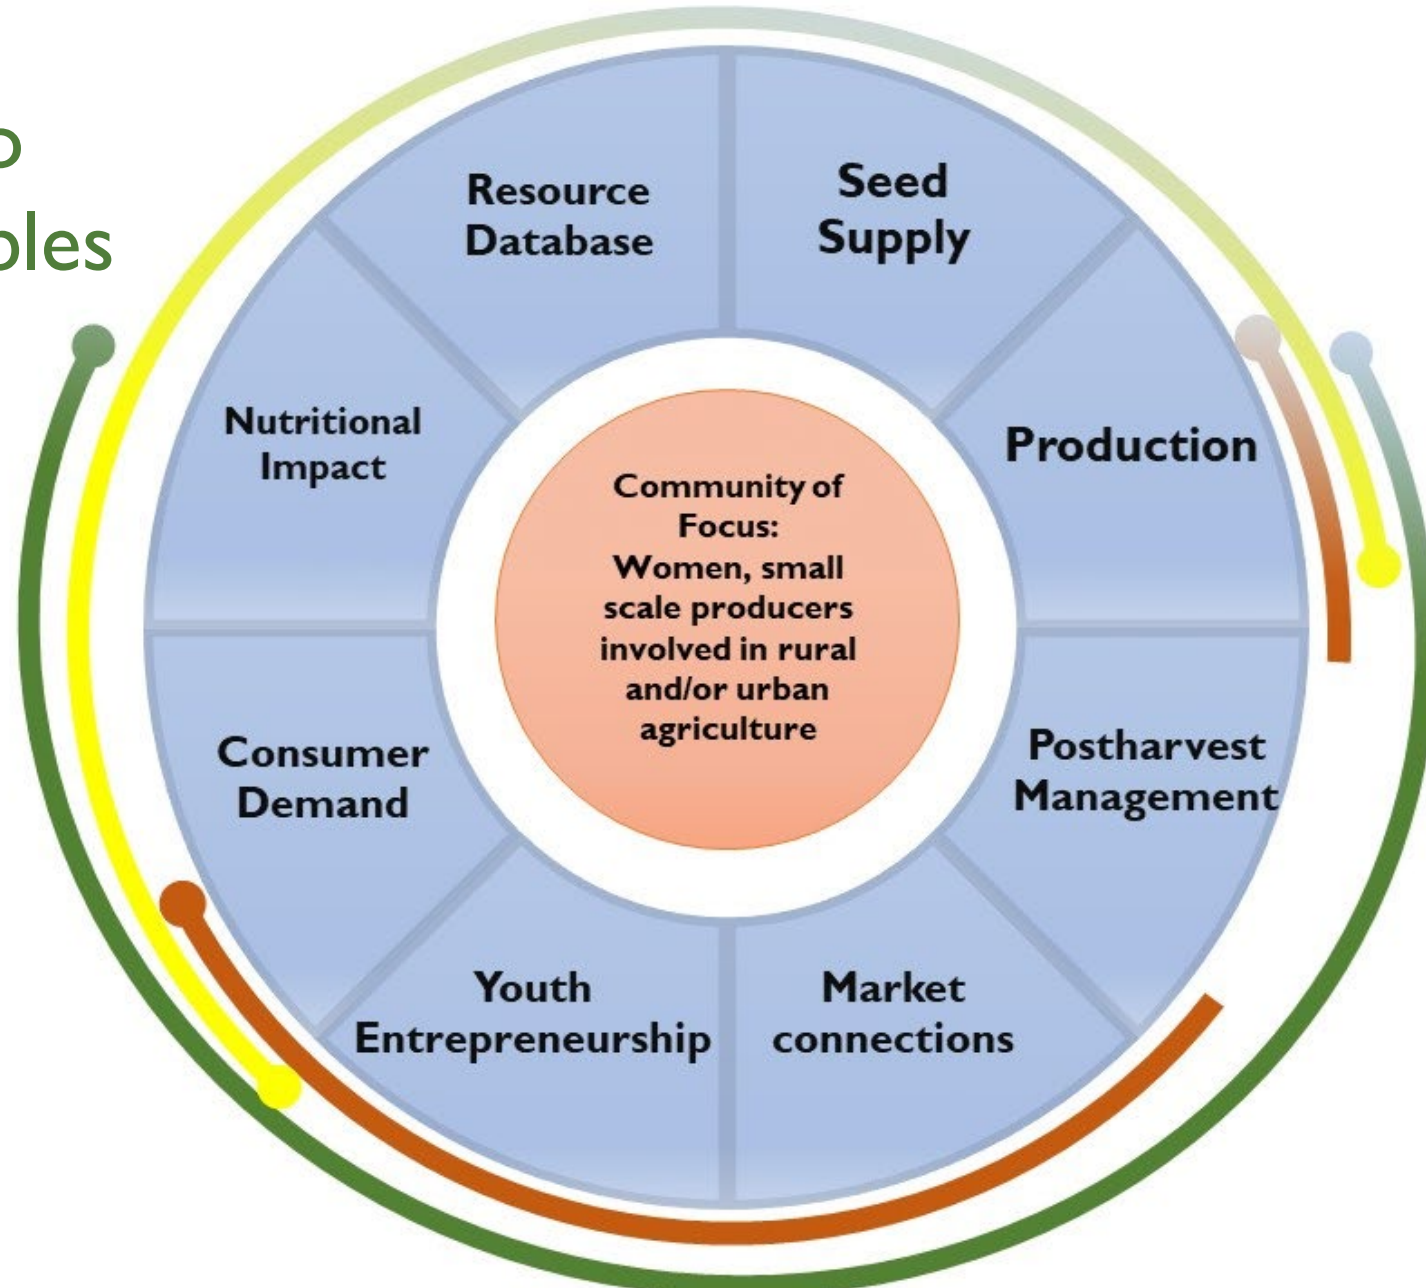 Resource
Database
Seed
Supply
Production
Postharvest
Management
Market
connections
Youth
Entrepreneurship
Consumer
Demand
Nutritional
Impact
Community of
Focus:
Women, small
scale producers
involved in rural
and/or urban
agriculture